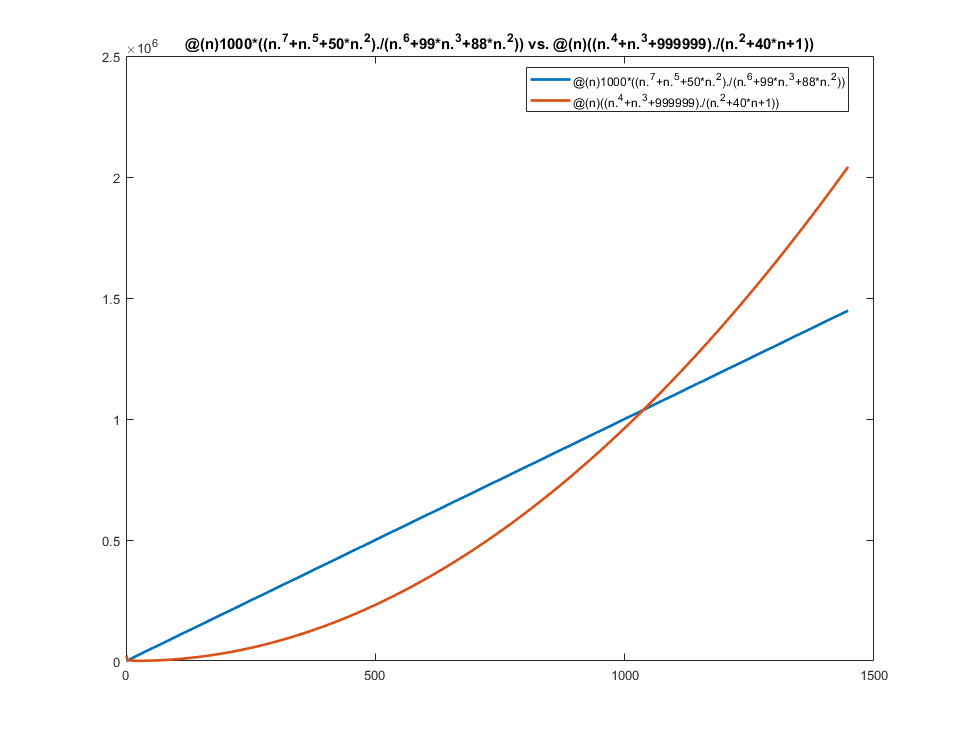 @(n)1000*((n.^7+n.^5+50*n.^2)./(n.^6+99*n.^3+88*n.^2)) vs. @(n)((n.^4+n.^3+999999)./(n.^2+40*n+1))
×10^6
@(n)1000*((n.^7+n.^5+50*n.^2)./(n.^6+99*n.^3+88*n.^2))
@(n)((n.^4+n.^3+999999)./(n.^2+40*n+1))
2.5
2
1.5
1
0.5
0
0 500 1000 1500